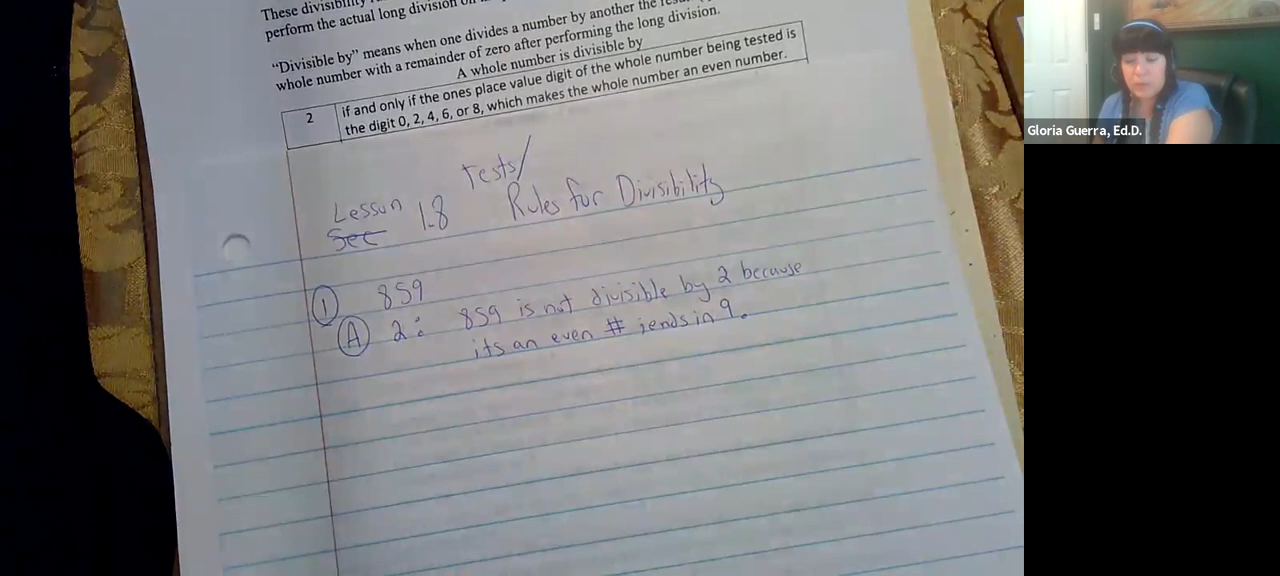 These divisibility
perform the actual long division on
"Divisible by" means when one divides a number by another the
whole number with a remainder of zero after performing the long division.
A whole number is divisible by
2 if and only if the ones place value digit of the whole number being tested is
the digit 0, 2, 4, 6, or 8, which makes the whole number an even number.
Tests/
Lesson
Sec 1.8 Rules for Divisibility
1 859
A 2: 859 is not divisible by 2 because
its an even # ; ends in 9.
Gloria Guerra, Ed.D.